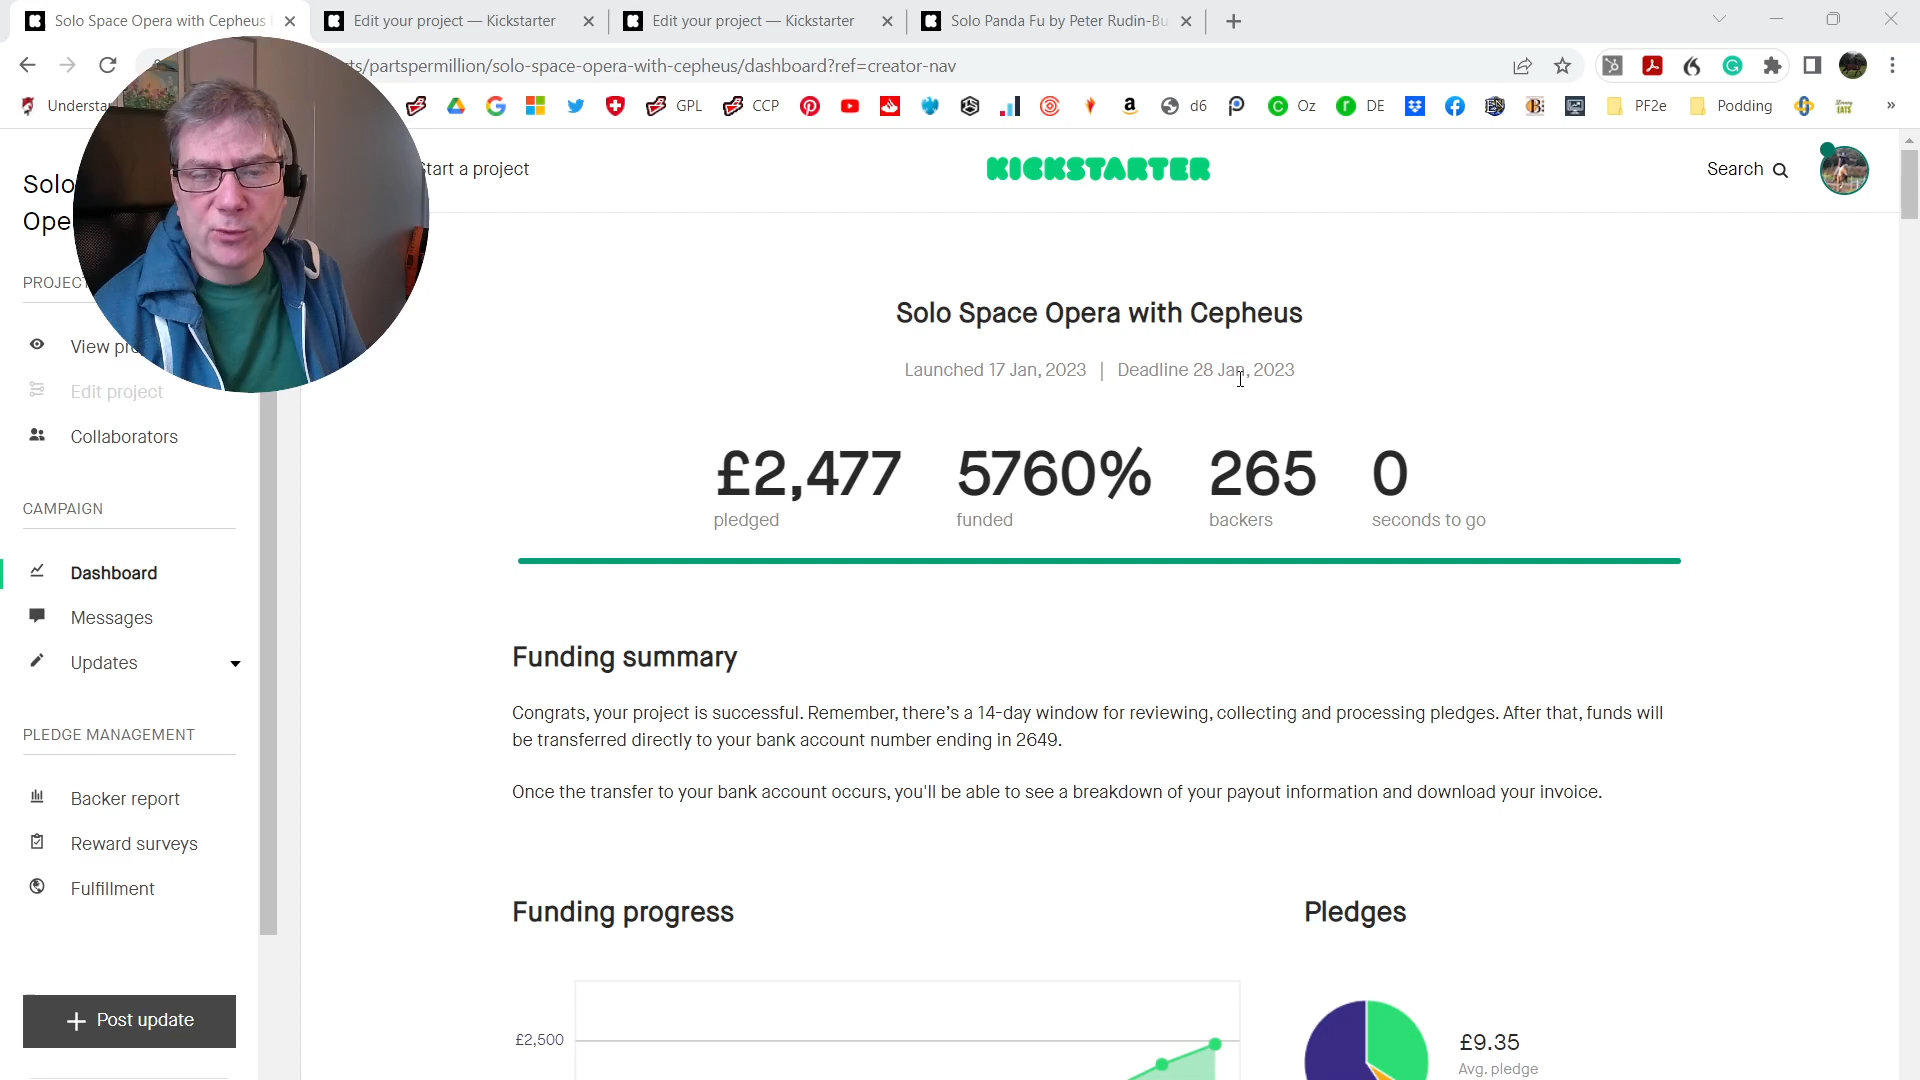 Solo Space Opera with Cepheus
Edit your project — Kickstarter
Edit your project — Kickstarter
Solo Panda Fu by Peter Rudin-Bu
ts/partspermillion/solo-space-opera-with-cepheus/dashboard?ref=creator-nav
Understa
GPL
CCP
d6
Oz
DE
PF2e
Podding
»
Start a project
KICKSTARTER
Search
Solo
Ope
PROJECT
View pro
Edit project
Collaborators
CAMPAIGN
Dashboard
Messages
Updates
PLEDGE MANAGEMENT
Backer report
Reward surveys
Fulfillment
+ Post update
Solo Space Opera with Cepheus
Launched 17 Jan, 2023 | Deadline 28 Jan, 2023
£2,477 5760% 265 0
pledged funded backers seconds to go
Funding summary
Congrats, your project is successful. Remember, there's a 14-day window for reviewing, collecting and processing pledges. After that, funds will
be transferred directly to your bank account number ending in 2649.
Once the transfer to your bank account occurs, you'll be able to see a breakdown of your payout information and download your invoice.
Funding progress
Pledges
£2,500
£9.35
Avg. pledge